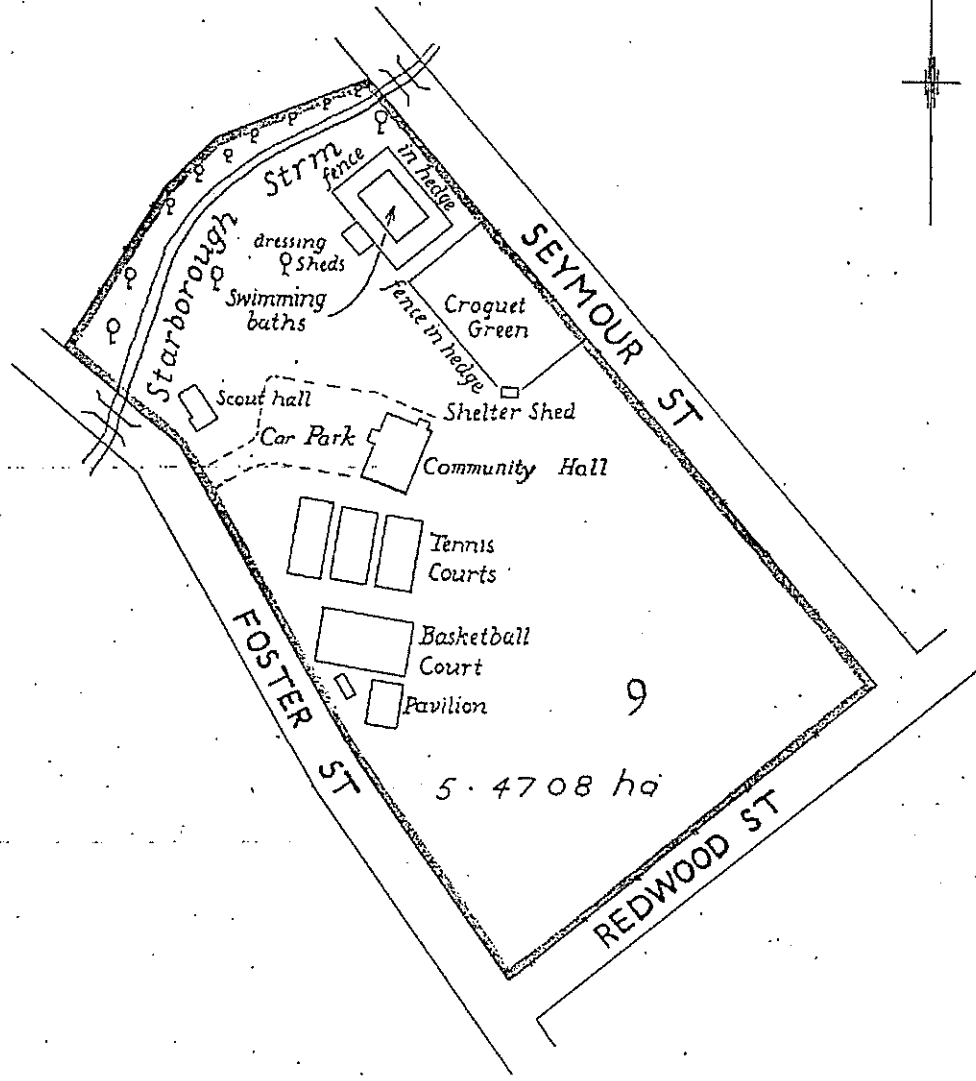 Starborough Strm
fence
in hedge
dressing
sheds
Swimming
baths
SEYMOUR ST
Croquet
Green
fence in hedge
Shelter Shed
Scout hall
Car Park
Community Hall
Tennis
Courts
Basketball
Court
Pavilion
FOSTER ST
9
5.4708 ha
REDWOOD ST